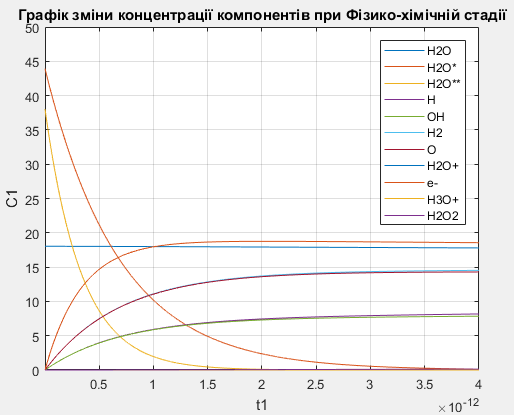 Графік зміни концентрації компонентів при Фізико-хімічній стадії
50
45
40
35
30
25
20
15
10
5
0
C1
H2O
H2O*
H2O**
H
OH
H2
O
H2O+
e-
H3O+
H2O2
0.5 1 1.5 2 2.5 3 3.5 4
t1
×10⁻¹²